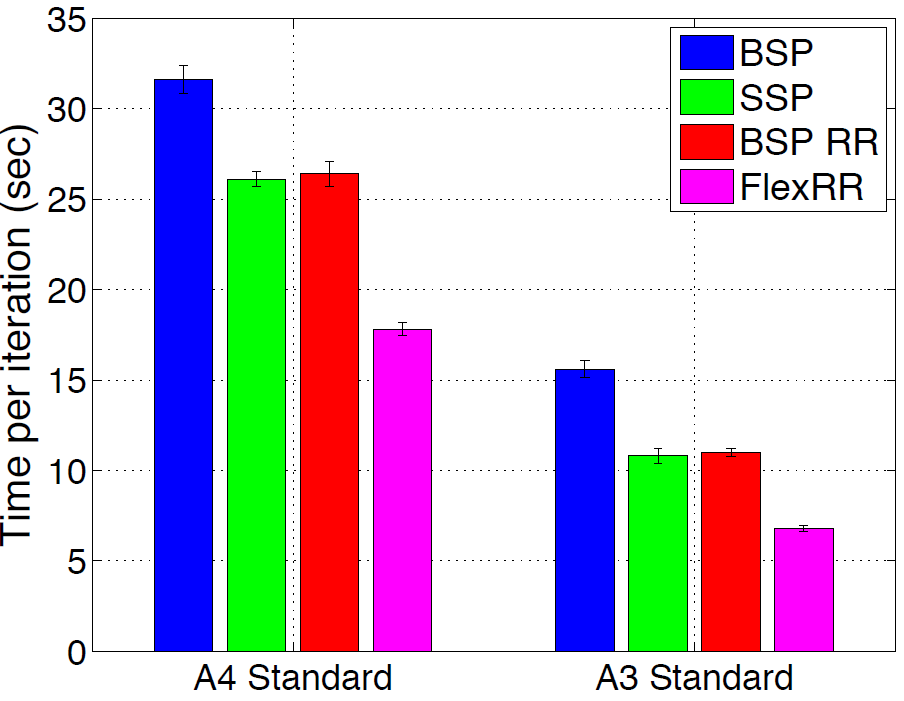 35
30
25
20
15
10
5
0
Time per iteration (sec)
BSP
SSP
BSP RR
FlexRR
A4 Standard
A3 Standard